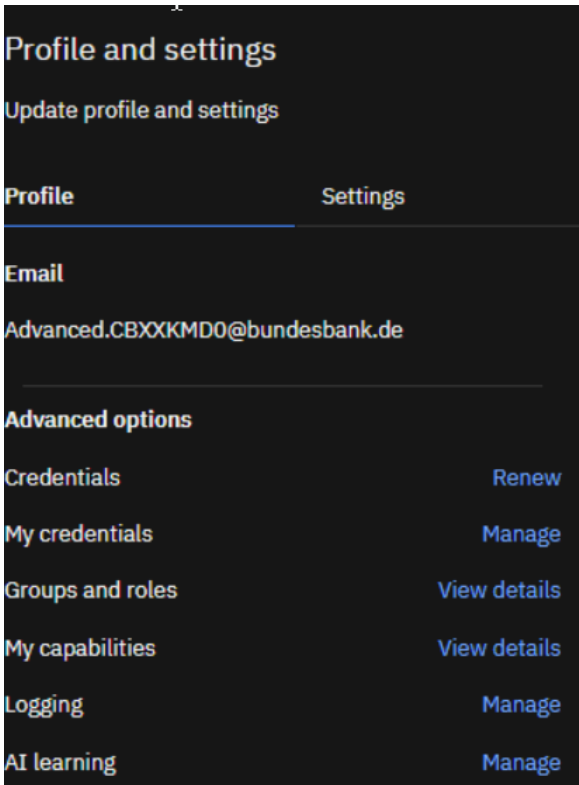 Profile and settings
Update profile and settings
Profile Settings
Email
Advanced.CBXXKMD0@bundesbank.de
Advanced options
Credentials Renew
My credentials Manage
Groups and roles View details
My capabilities View details
Logging Manage
AI learning Manage